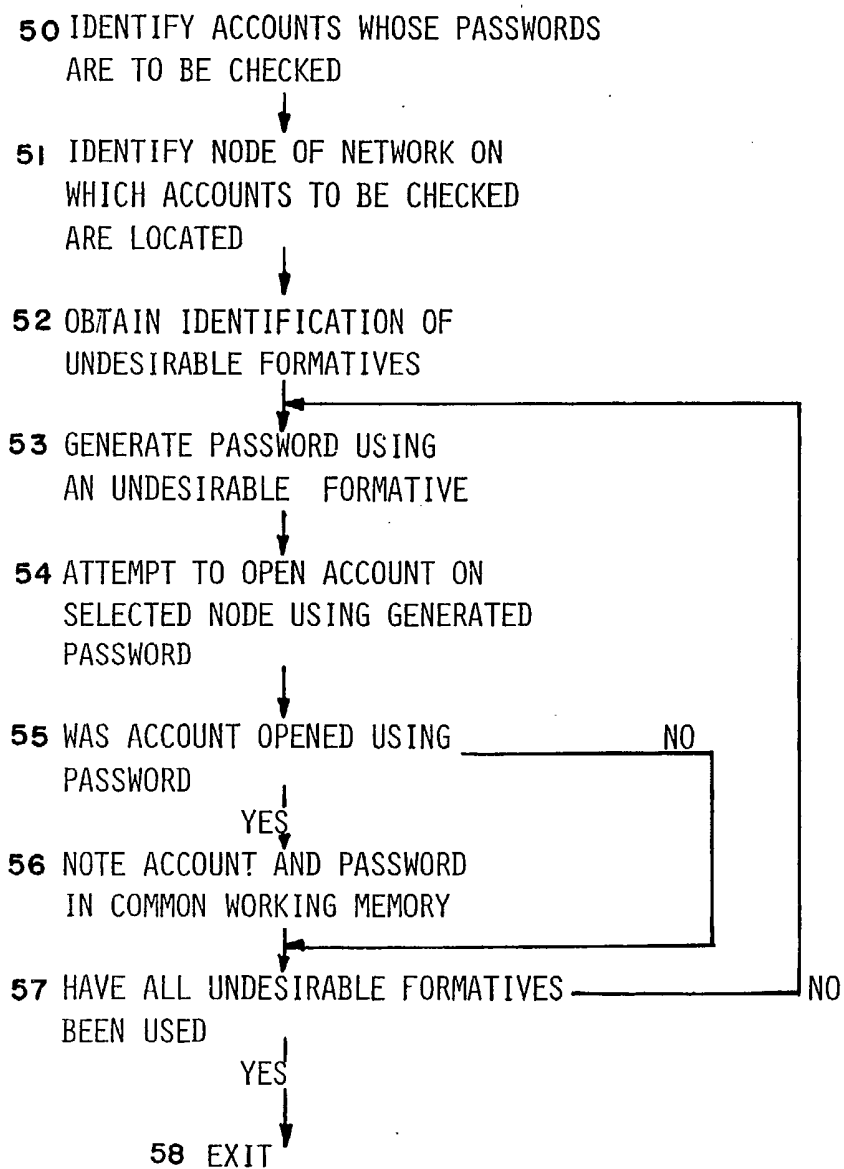 50 IDENTIFY ACCOUNTS WHOSE PASSWORDS
ARE TO BE CHECKED
51 IDENTIFY NODE OF NETWORK ON
WHICH ACCOUNTS TO BE CHECKED
ARE LOCATED
52 OBTAIN IDENTIFICATION OF
UNDESIRABLE FORMATIVES
53 GENERATE PASSWORD USING
AN UNDESIRABLE FORMATIVE
54 ATTEMPT TO OPEN ACCOUNT ON
SELECTED NODE USING GENERATED
PASSWORD
55 WAS ACCOUNT OPENED USING NO
PASSWORD
YES
56 NOTE ACCOUNT AND PASSWORD
IN COMMON WORKING MEMORY
57 HAVE ALL UNDESIRABLE FORMATIVES NO
BEEN USED
YES
58 EXIT